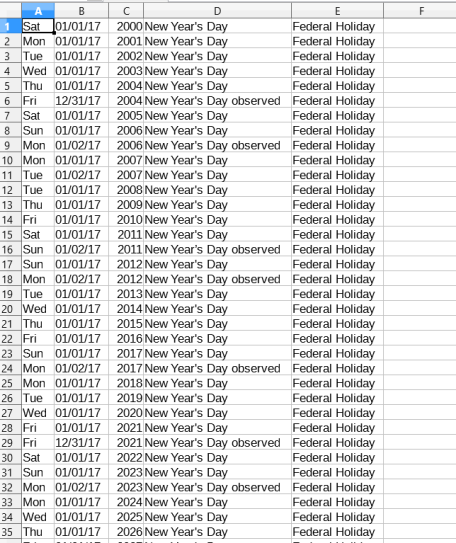 A B C D E F
1 Sat 01/01/17 2000 New Year's Day Federal Holiday
2 Mon 01/01/17 2001 New Year's Day Federal Holiday
3 Tue 01/01/17 2002 New Year's Day Federal Holiday
4 Wed 01/01/17 2003 New Year's Day Federal Holiday
5 Thu 01/01/17 2004 New Year's Day Federal Holiday
6 Fri 12/31/17 2004 New Year's Day observed Federal Holiday
7 Sat 01/01/17 2005 New Year's Day Federal Holiday
8 Sun 01/01/17 2006 New Year's Day Federal Holiday
9 Mon 01/02/17 2006 New Year's Day observed Federal Holiday
10 Mon 01/01/17 2007 New Year's Day Federal Holiday
11 Tue 01/02/17 2007 New Year's Day Federal Holiday
12 Tue 01/01/17 2008 New Year's Day Federal Holiday
13 Thu 01/01/17 2009 New Year's Day Federal Holiday
14 Fri 01/01/17 2010 New Year's Day Federal Holiday
15 Sat 01/01/17 2011 New Year's Day Federal Holiday
16 Sun 01/02/17 2011 New Year's Day observed Federal Holiday
17 Sun 01/01/17 2012 New Year's Day Federal Holiday
18 Mon 01/02/17 2012 New Year's Day observed Federal Holiday
19 Tue 01/01/17 2013 New Year's Day Federal Holiday
20 Wed 01/01/17 2014 New Year's Day Federal Holiday
21 Thu 01/01/17 2015 New Year's Day Federal Holiday
22 Fri 01/01/17 2016 New Year's Day Federal Holiday
23 Sun 01/01/17 2017 New Year's Day Federal Holiday
24 Mon 01/02/17 2017 New Year's Day observed Federal Holiday
25 Mon 01/01/17 2018 New Year's Day Federal Holiday
26 Tue 01/01/17 2019 New Year's Day Federal Holiday
27 Wed 01/01/17 2020 New Year's Day Federal Holiday
28 Fri 01/01/17 2021 New Year's Day Federal Holiday
29 Fri 12/31/17 2021 New Year's Day observed Federal Holiday
30 Sat 01/01/17 2022 New Year's Day Federal Holiday
31 Sun 01/01/17 2023 New Year's Day Federal Holiday
32 Mon 01/02/17 2023 New Year's Day observed Federal Holiday
33 Mon 01/01/17 2024 New Year's Day Federal Holiday
34 Wed 01/01/17 2025 New Year's Day Federal Holiday
35 Thu 01/01/17 2026 New Year's Day Federal Holiday